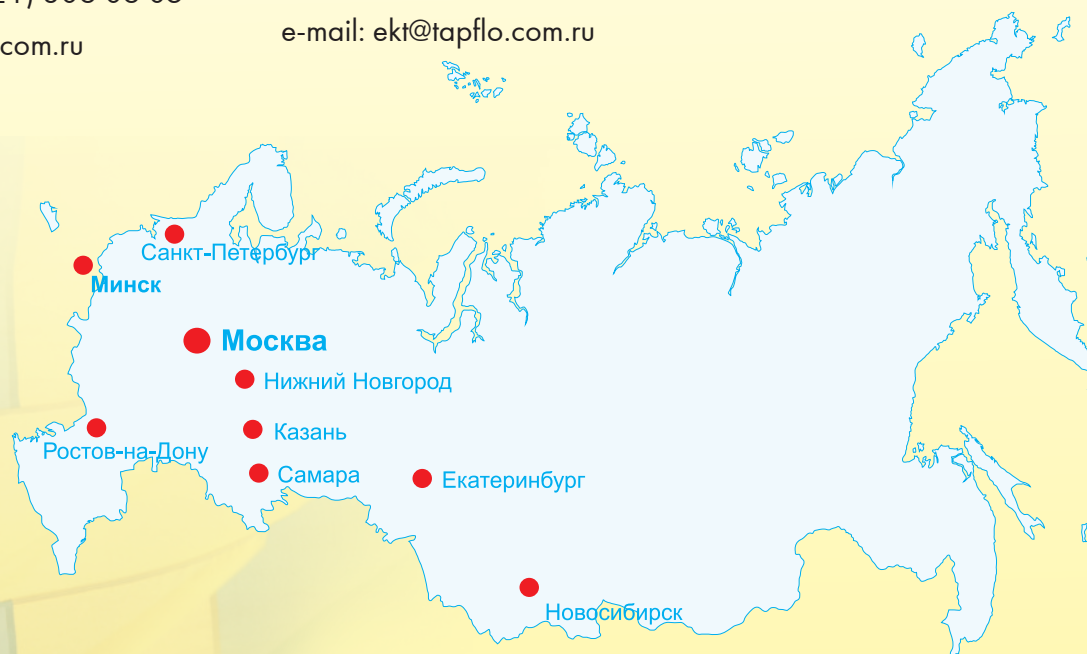 e-mail: ekt@tapflo.com.ru
com.ru
Санкт-Петербург
Минск
Москва
Нижний Новгород
Казань
Ростов-на-Дону
Самара
Екатеринбург
Новосибирск